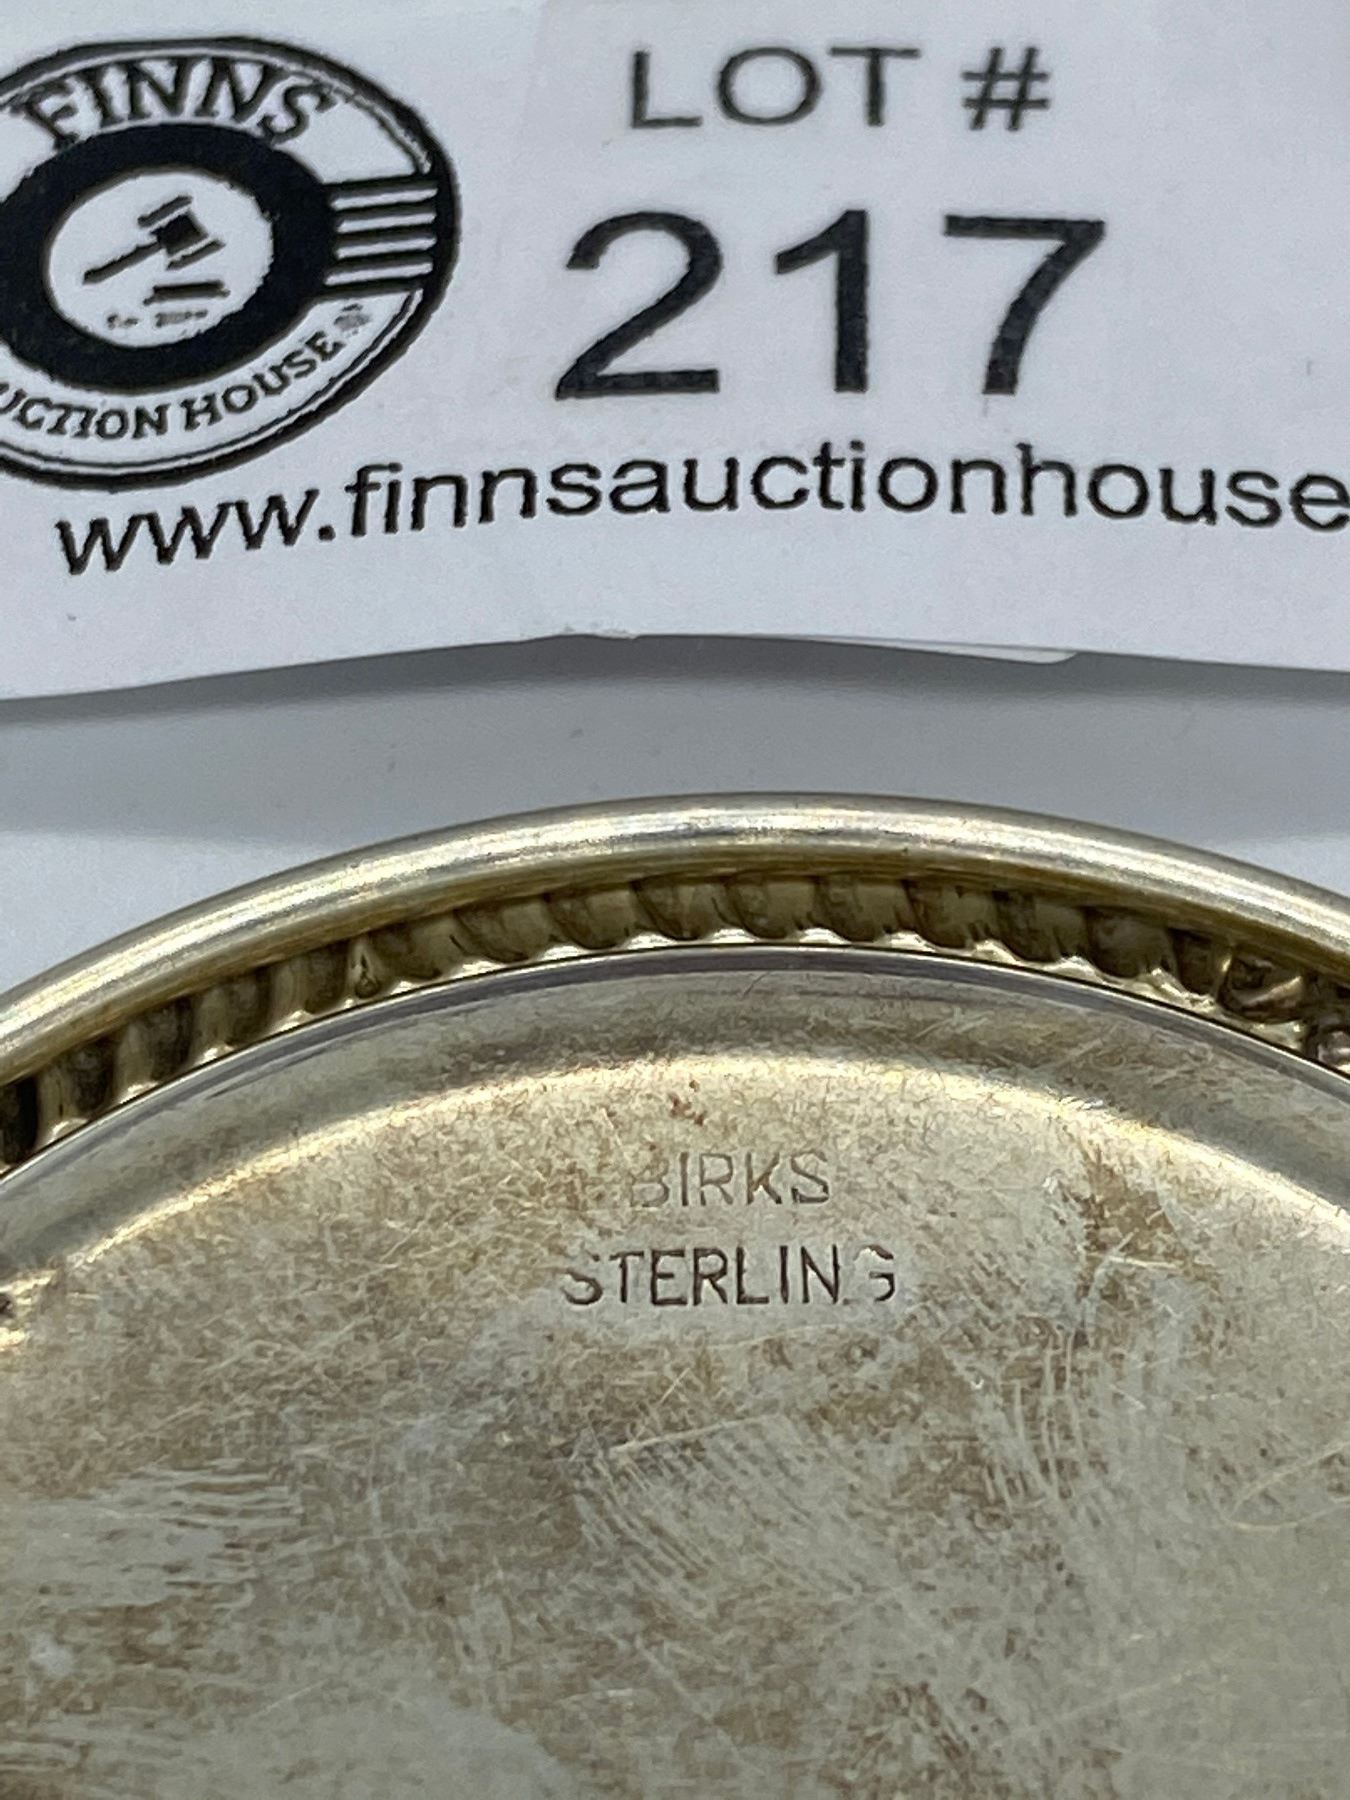 FINNS
AUCTION HOUSE
LOT #
217
www.finnsauctionhouse
BIRKS
STERLING